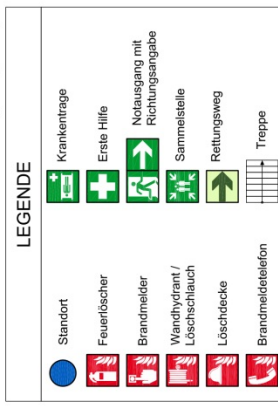 LEGENDE
Standort
Feuerlöscher
Brandmelder
Wandhydrant /
Löschschlauch
Löschdecke
Brandmeldetelefon
Krankentrage
Erste Hilfe
Notausgang mit
Richtungsangabe
Sammelstelle
Rettungsweg
Treppe